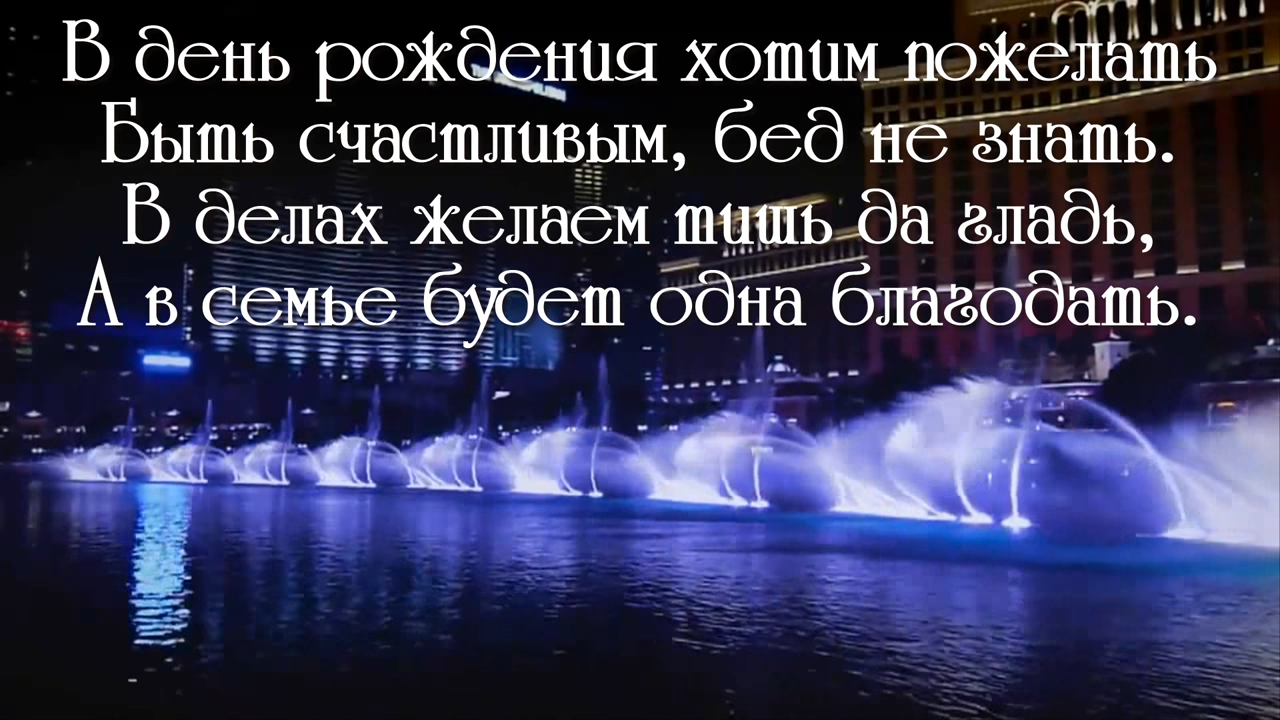 В день рождения хотим пожелать
Быть счастливым, бед не знать.
В делах желаем тишь да гладь,
А в семье будет одна благодать.